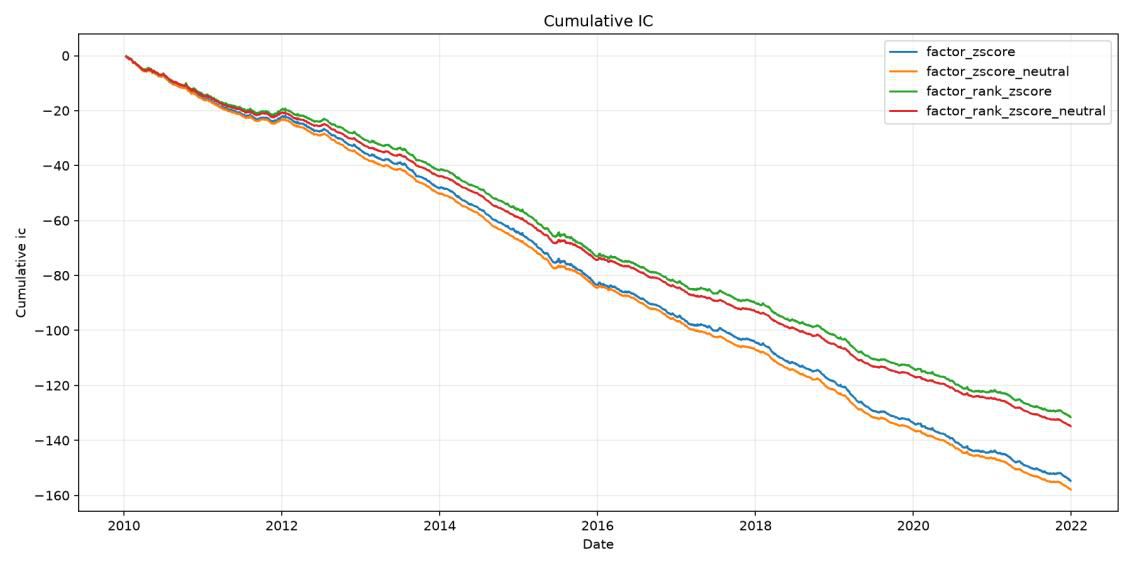 Cumulative IC
factor_zscore
factor_zscore_neutral
factor_rank_zscore
factor_rank_zscore_neutral
Cumulative ic
0
−20
−40
−60
−80
−100
−120
−140
−160
2010 2012 2014 2016 2018 2020 2022
Date